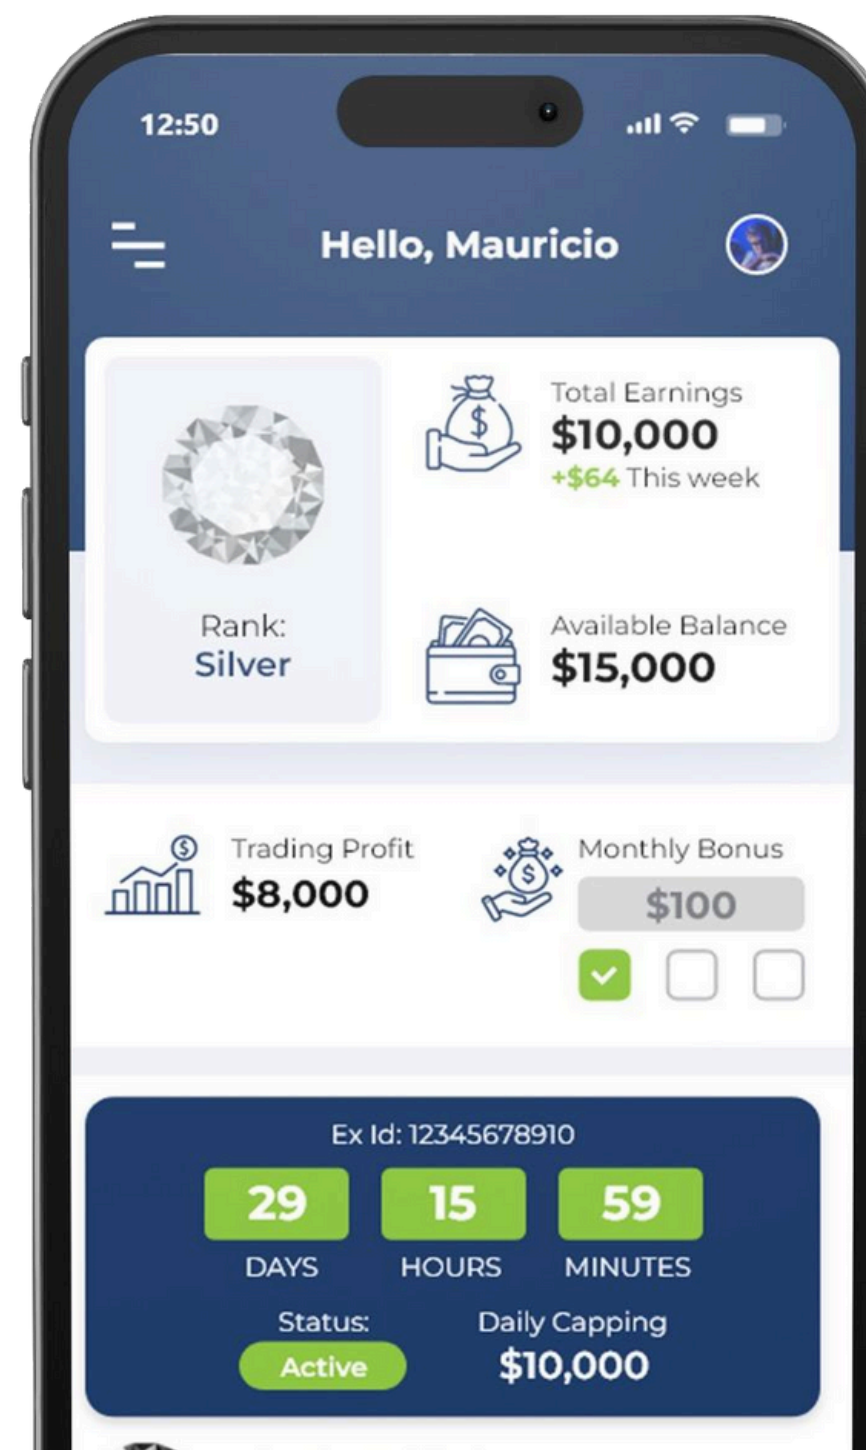 12:50
Hello, Mauricio
Total Earnings
$10,000
+$64 This week
Rank:
Silver
Available Balance
$15,000
Trading Profit
$8,000
Monthly Bonus
$100
Ex Id: 12345678910
29
15
59
DAYS
HOURS
MINUTES
Status:
Active
Daily Capping
$10,000